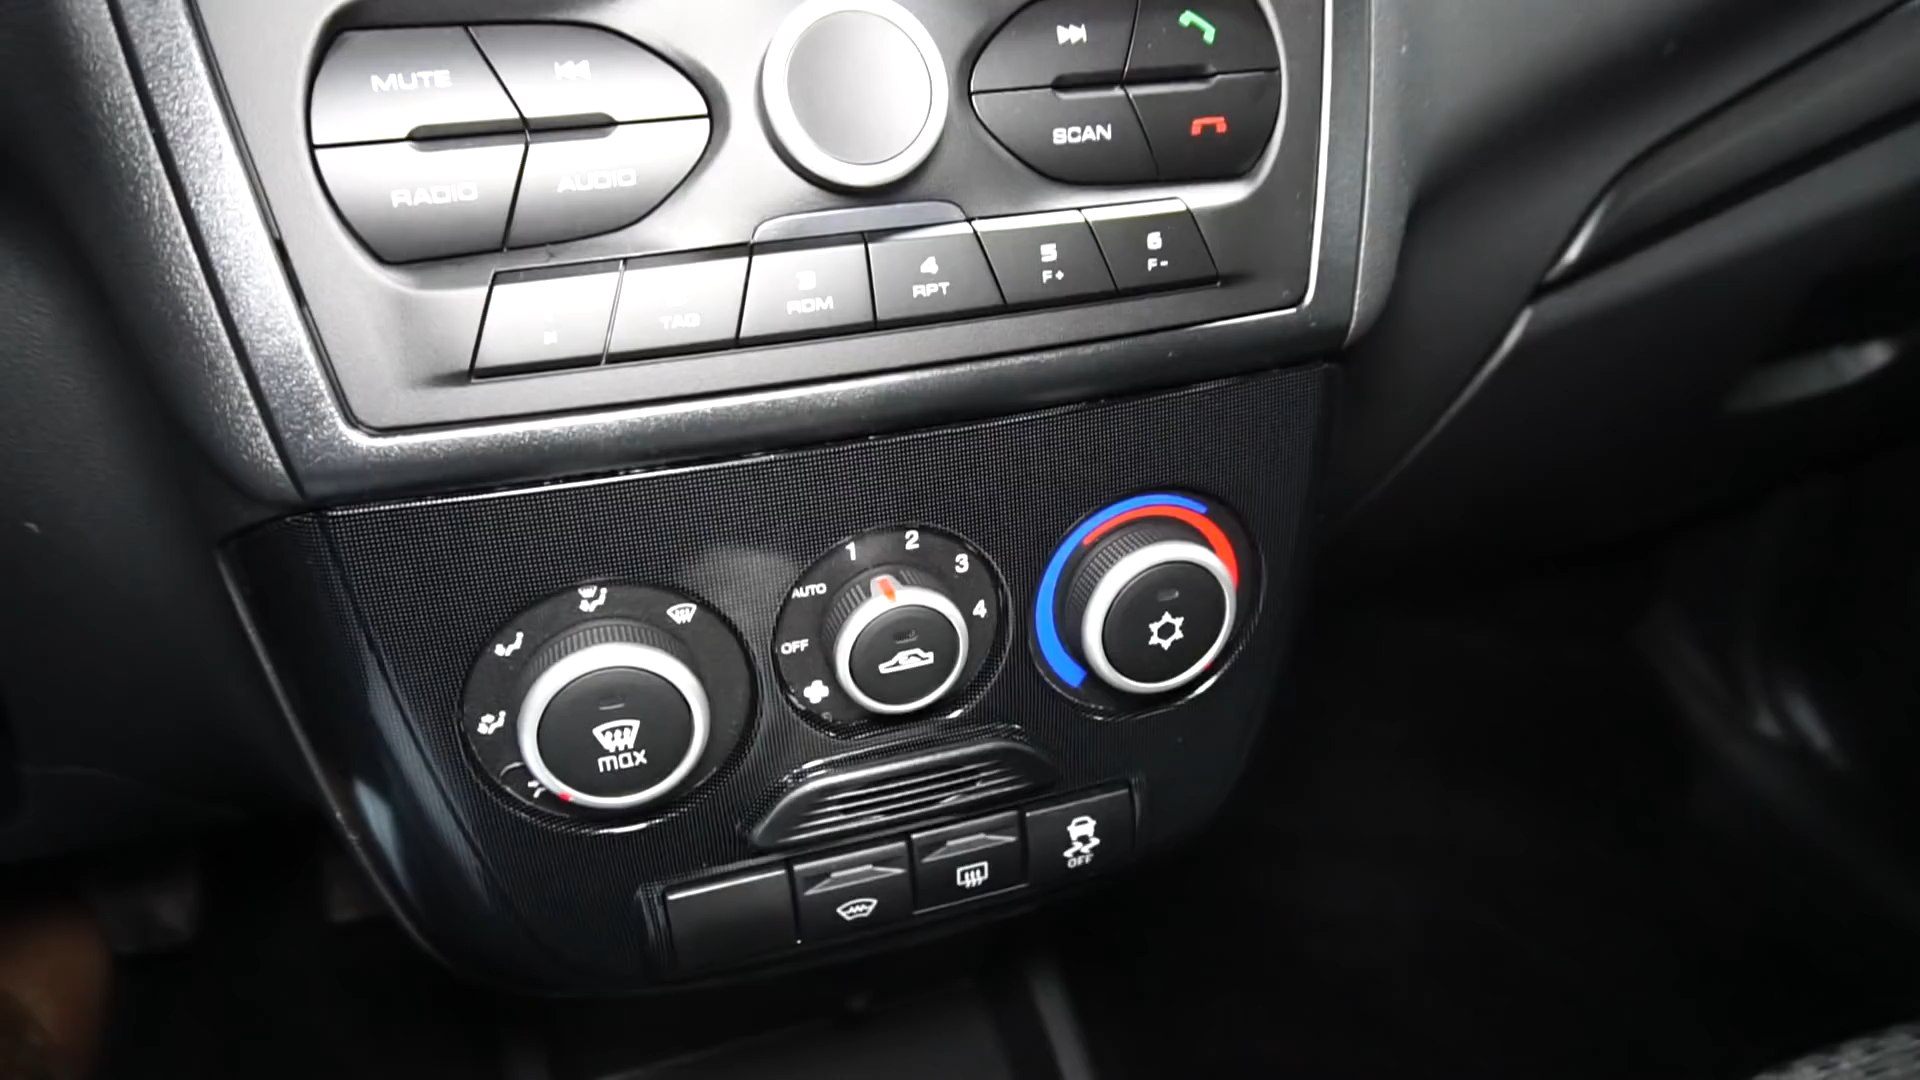 MUTE
RADIO
AUDIO
SCAN
TAG
3
RDM
4
RPT
5
F+
6
F-
OFF
AUTO
1
2
3
4
max
OFF